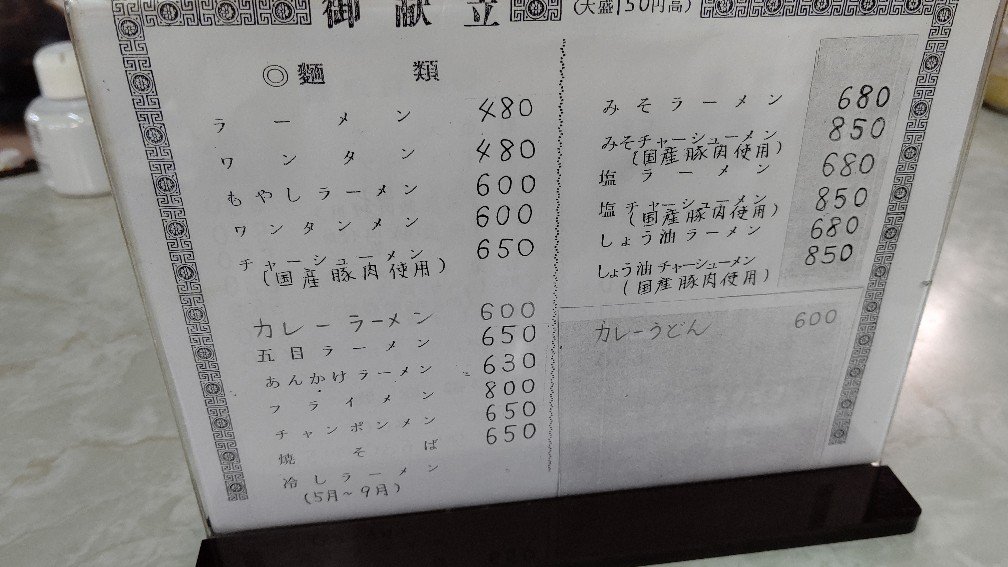 御献立
(大盛150円高)
◎麺類
ラーメン 480
ワンタン 480
もやしラーメン 600
ワンタンメン 600
チャーシューメン 650
(国産豚肉使用)
カレーラーメン 600
五目ラーメン 650
あんかけラーメン 630
フライメン 800
チャンポンメン 650
焼そば 650
冷しラーメン
(5月〜9月)
みそラーメン 680
みそチャーシューメン 850
(国産豚肉使用)
塩ラーメン 680
塩チャーシューメン 850
(国産豚肉使用)
しょう油ラーメン 680
しょう油チャーシューメン 850
(国産豚肉使用)
カレーうどん 600